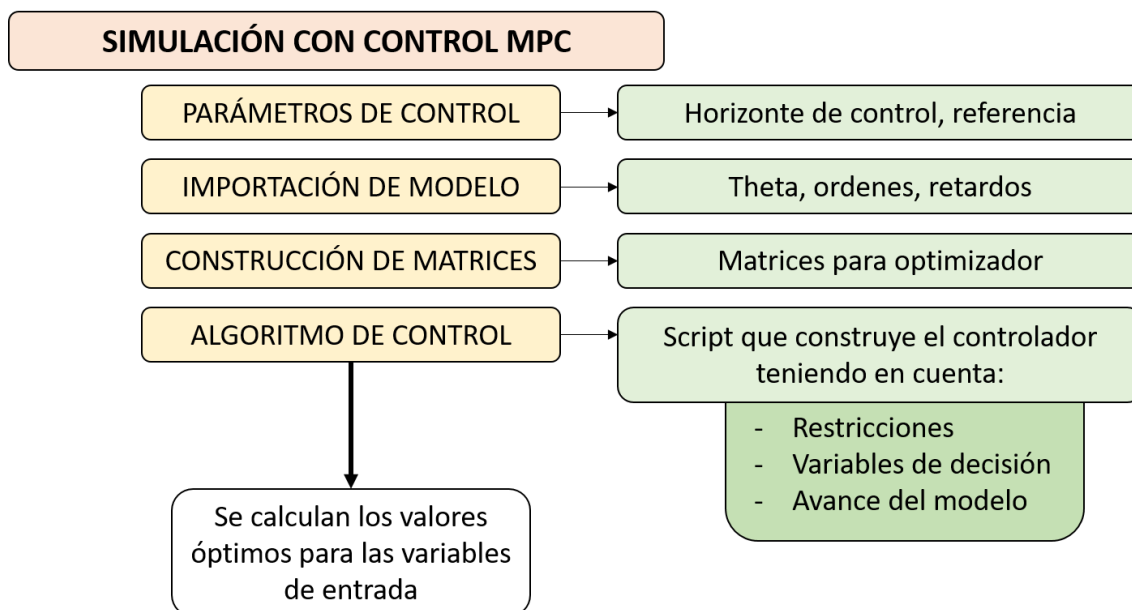 SIMULACIÓN CON CONTROL MPC
PARÁMETROS DE CONTROL
Horizonte de control, referencia
IMPORTACIÓN DE MODELO
Theta, ordenes, retardos
CONSTRUCCIÓN DE MATRICES
Matrices para optimizador
ALGORITMO DE CONTROL
Script que construye el controlador
teniendo en cuenta:
- Restricciones
- Variables de decisión
- Avance del modelo
Se calculan los valores
óptimos para las variables
de entrada